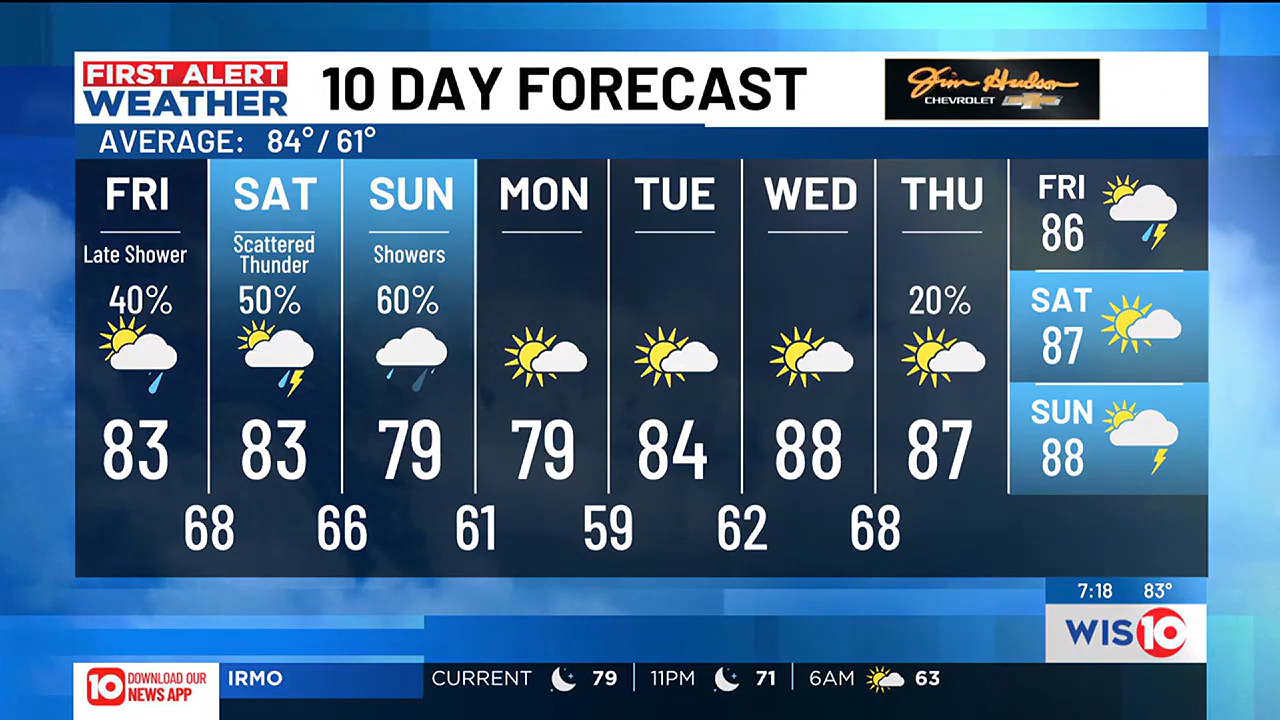 FIRST ALERT
WEATHER
10 DAY FORECAST
Jim Hudson
CHEVROLET
AVERAGE: 84°/61°
FRI
Late Shower
40%
83
SAT
Scattered
Thunder
50%
83
SUN
Showers
60%
79
MON
79
TUE
84
WED
88
THU
20%
87
FRI
86
SAT
87
SUN
88
68 66 61 59 62 68
7:18 83°
WIS10
10 DOWNLOAD OUR
NEWS APP
IRMO
CURRENT 79 11PM 71 6AM 63